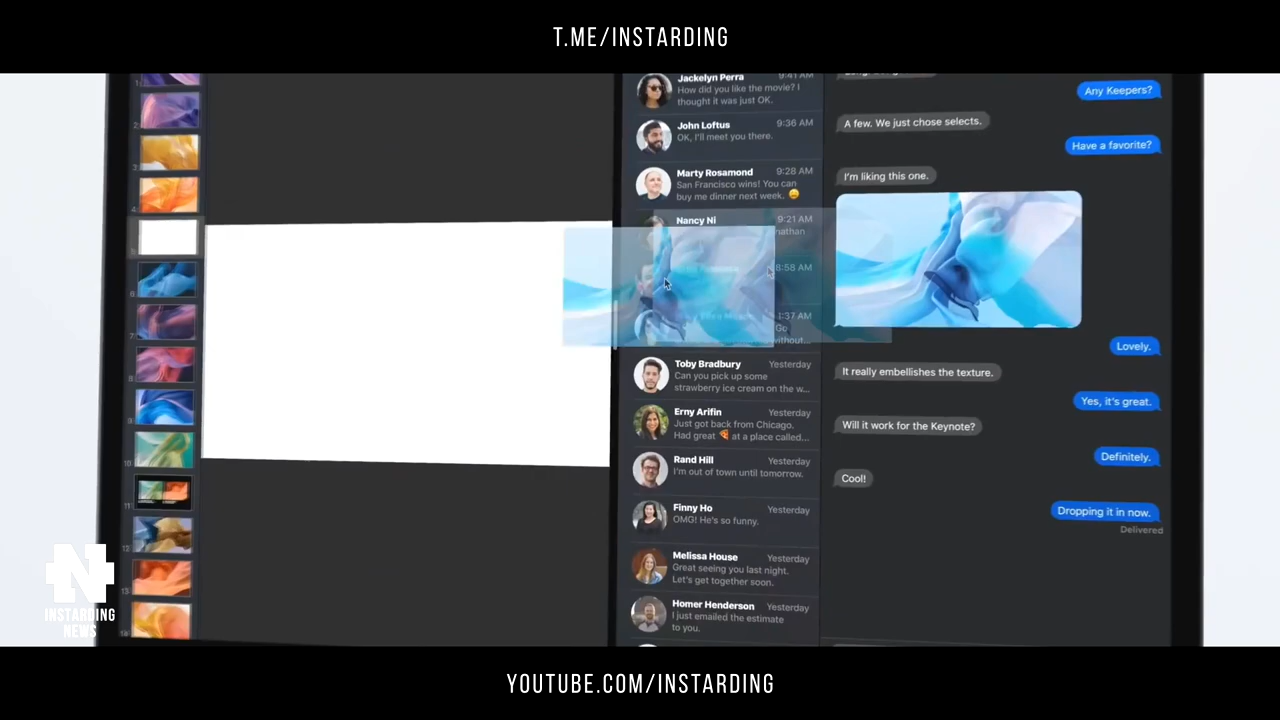 T.ME/INSTARDING
Jackelyn Perra
9:41 AM
How did you like the movie? I
thought it was just OK.
John Loftus
9:36 AM
OK, I'll meet you there.
Marty Rosamond
9:28 AM
San Francisco wins! You can
buy me dinner next week. 😄
Nancy Ni
9:21 AM
8:58 AM
Go
Toby Bradbury
Yesterday
Can you pick up some
strawberry ice cream on the w...
Erny Arifin
Yesterday
Just got back from Chicago.
Had great 🍕 at a place called...
Rand Hill
Yesterday
I'm out of town until tomorrow.
Finny Ho
Yesterday
OMG! He's so funny.
Melissa House
Yesterday
Great seeing you last night.
Let's get together soon.
Homer Henderson
Yesterday
I just emailed the estimate
to you.
Any Keepers?
A few. We just chose selects.
Have a favorite?
I'm liking this one.
Lovely.
It really embellishes the texture.
Yes, it's great.
Will it work for the Keynote?
Definitely.
Cool!
Dropping it in now.
Delivered
INSTARDING
NEWS
YOUTUBE.COM/INSTARDING